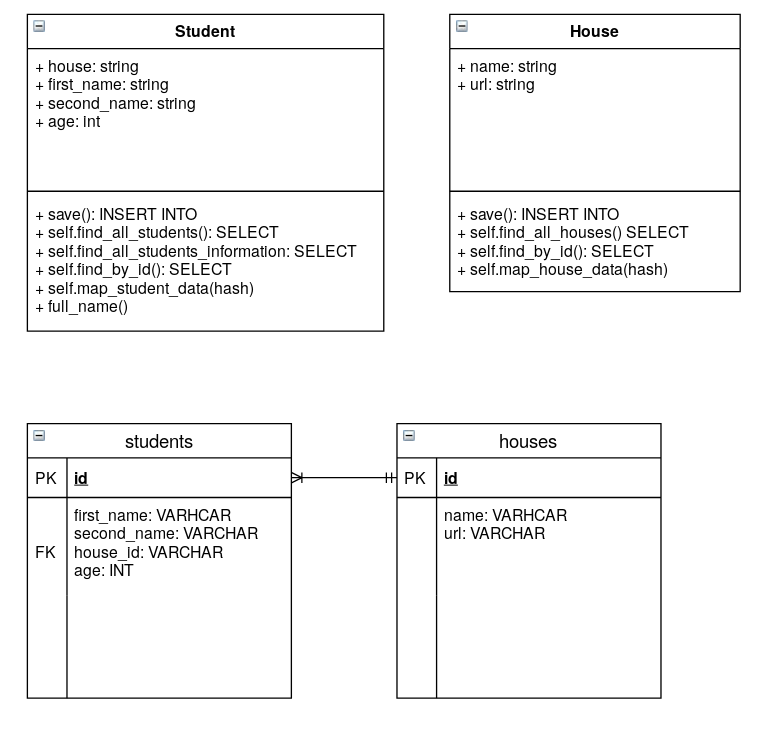 Student
+ house: string
+ first_name: string
+ second_name: string
+ age: int
+ save(): INSERT INTO
+ self.find_all_students(): SELECT
+ self.find_all_students_information: SELECT
+ self.find_by_id(): SELECT
+ self.map_student_data(hash)
+ full_name()
House
+ name: string
+ url: string
+ save(): INSERT INTO
+ self.find_all_houses() SELECT
+ self.find_by_id(): SELECT
+ self.map_house_data(hash)
students
PK id
first_name: VARHCAR
second_name: VARCHAR
FK house_id: VARCHAR
age: INT
houses
PK id
name: VARHCAR
url: VARCHAR